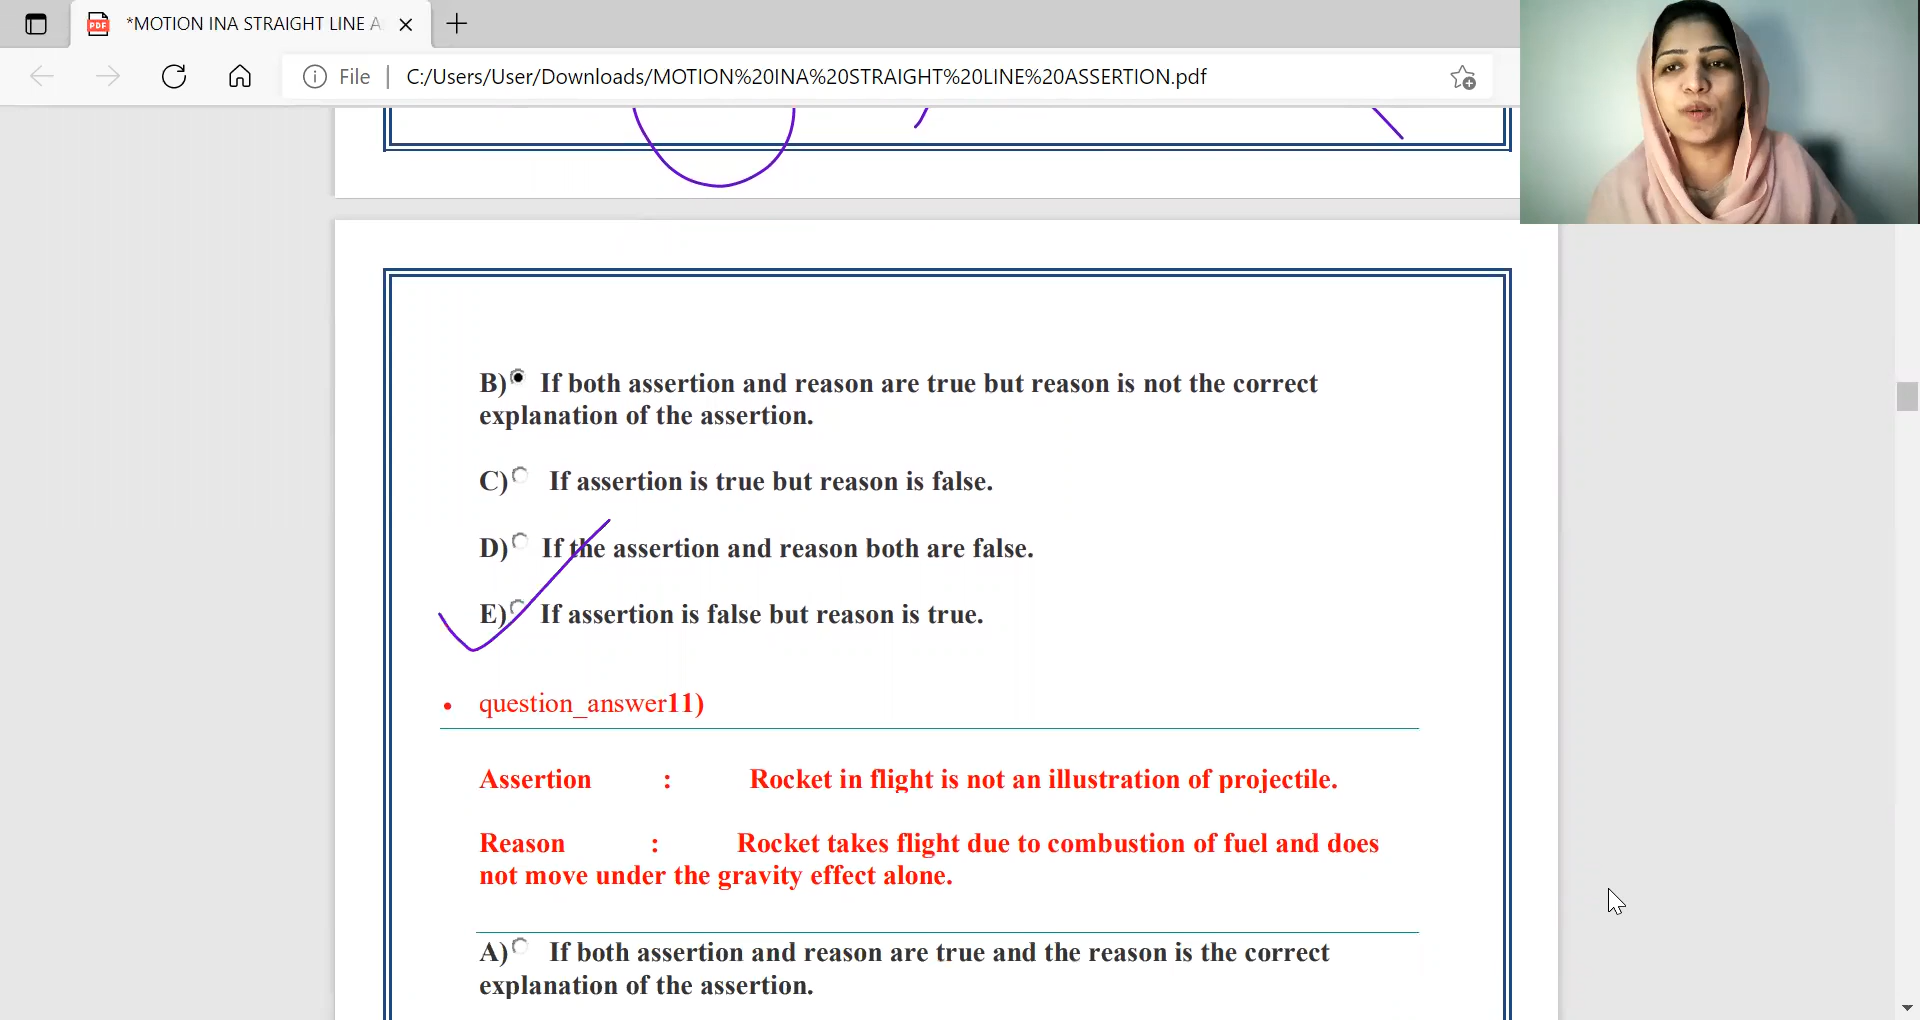 *MOTION INA STRAIGHT LINE A
File | C:/Users/User/Downloads/MOTION%20INA%20STRAIGHT%20LINE%20ASSERTION.pdf
B) If both assertion and reason are true but reason is not the correct
explanation of the assertion.
C) If assertion is true but reason is false.
D) If the assertion and reason both are false.
E) If assertion is false but reason is true.
• question_answer11)
Assertion : Rocket in flight is not an illustration of projectile.
Reason : Rocket takes flight due to combustion of fuel and does
not move under the gravity effect alone.
A) If both assertion and reason are true and the reason is the correct
explanation of the assertion.